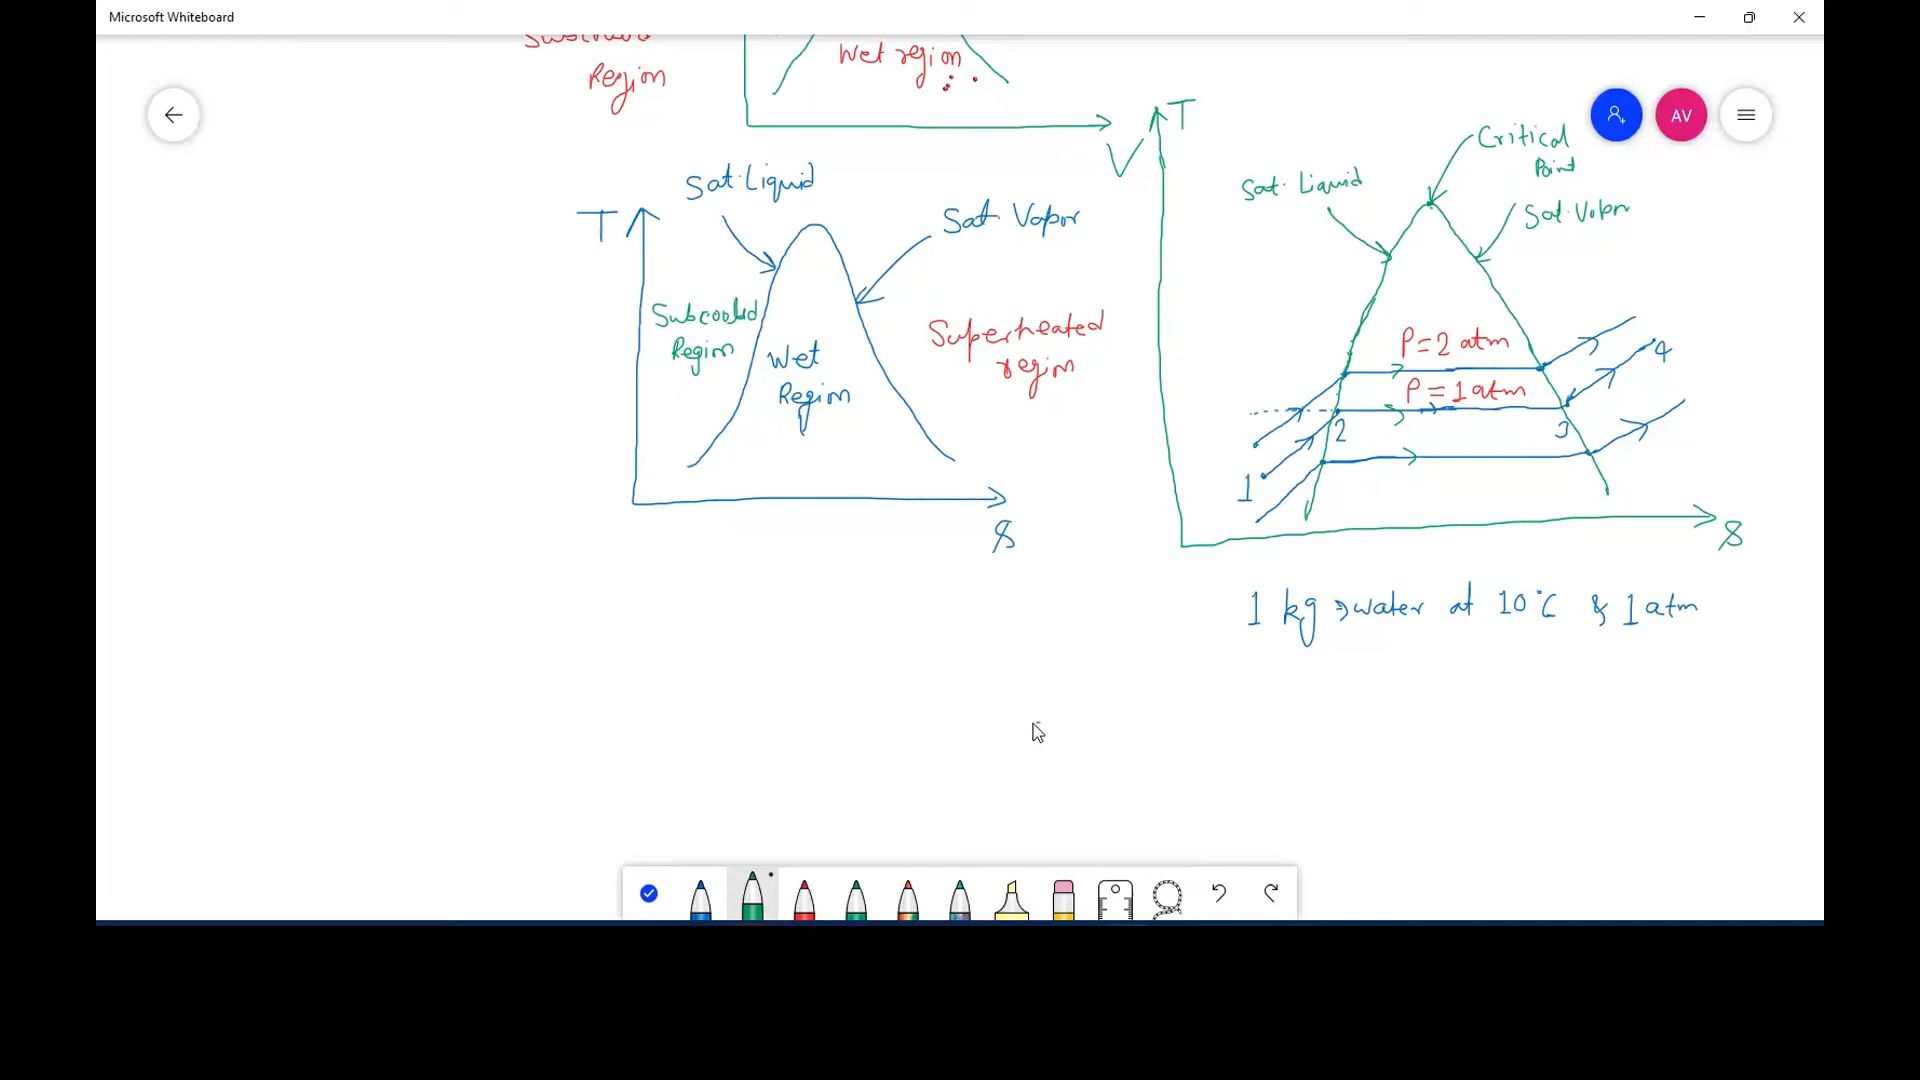 Microsoft Whiteboard
Region
Wet region
V
T
Critical
Point
AV
Sat. Liquid
Sat. Vapor
T
Sat. Liquid
Sat Vapor
Subcooled
Region
Wet
Region
Superheated
region
P=2 atm
P=1 atm
4
2
3
1
s
s
1 kg → water at 10°C & 1 atm